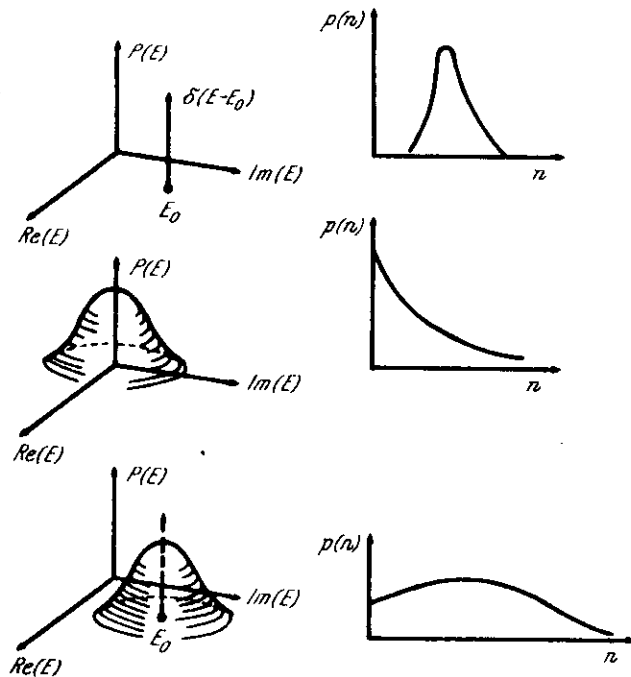 P(E)
δ(E-E₀)
Im(E)
E₀
Re(E)
p(n)
n
P(E)
Im(E)
Re(E)
p(n)
n
P(E)
Im(E)
E₀
Re(E)
p(n)
n